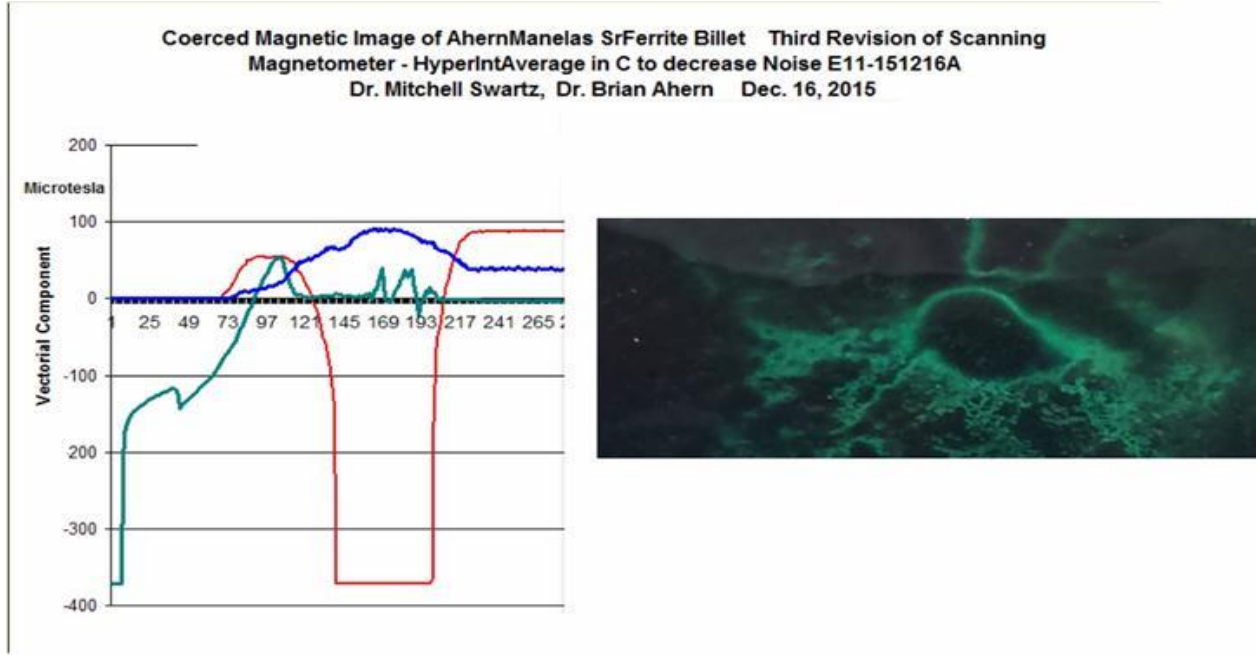 Coerced Magnetic Image of AhernManelas SrFerrite Billet Third Revision of Scanning
Magnetometer - HyperIntAverage in C to decrease Noise E11-151216A
Dr. Mitchell Swartz, Dr. Brian Ahern Dec. 16, 2015
200
Microtesla
100
0
1 25 49 73 97 121 145 169 193 217 241 265
Vectorial Component
-100
-200
-300
-400